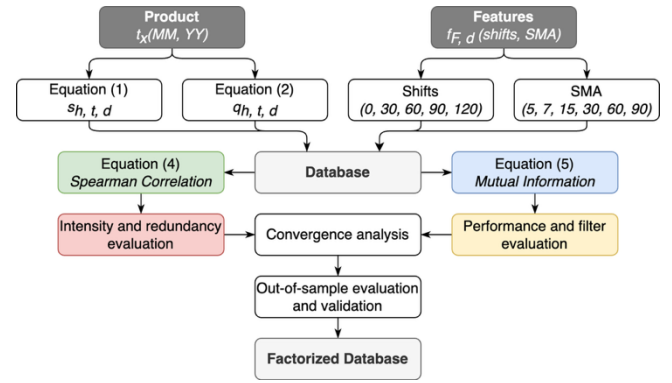 Product
tx(MM, YY)
Features
fF, d (shifts, SMA)
Equation (1)
sh, t, d
Equation (2)
qh, t, d
Shifts
(0, 30, 60, 90, 120)
SMA
(5, 7, 15, 30, 60, 90)
Equation (4)
Spearman Correlation
Database
Equation (5)
Mutual Information
Intensity and redundancy
evaluation
Convergence analysis
Performance and filter
evaluation
Out-of-sample evaluation
and validation
Factorized Database